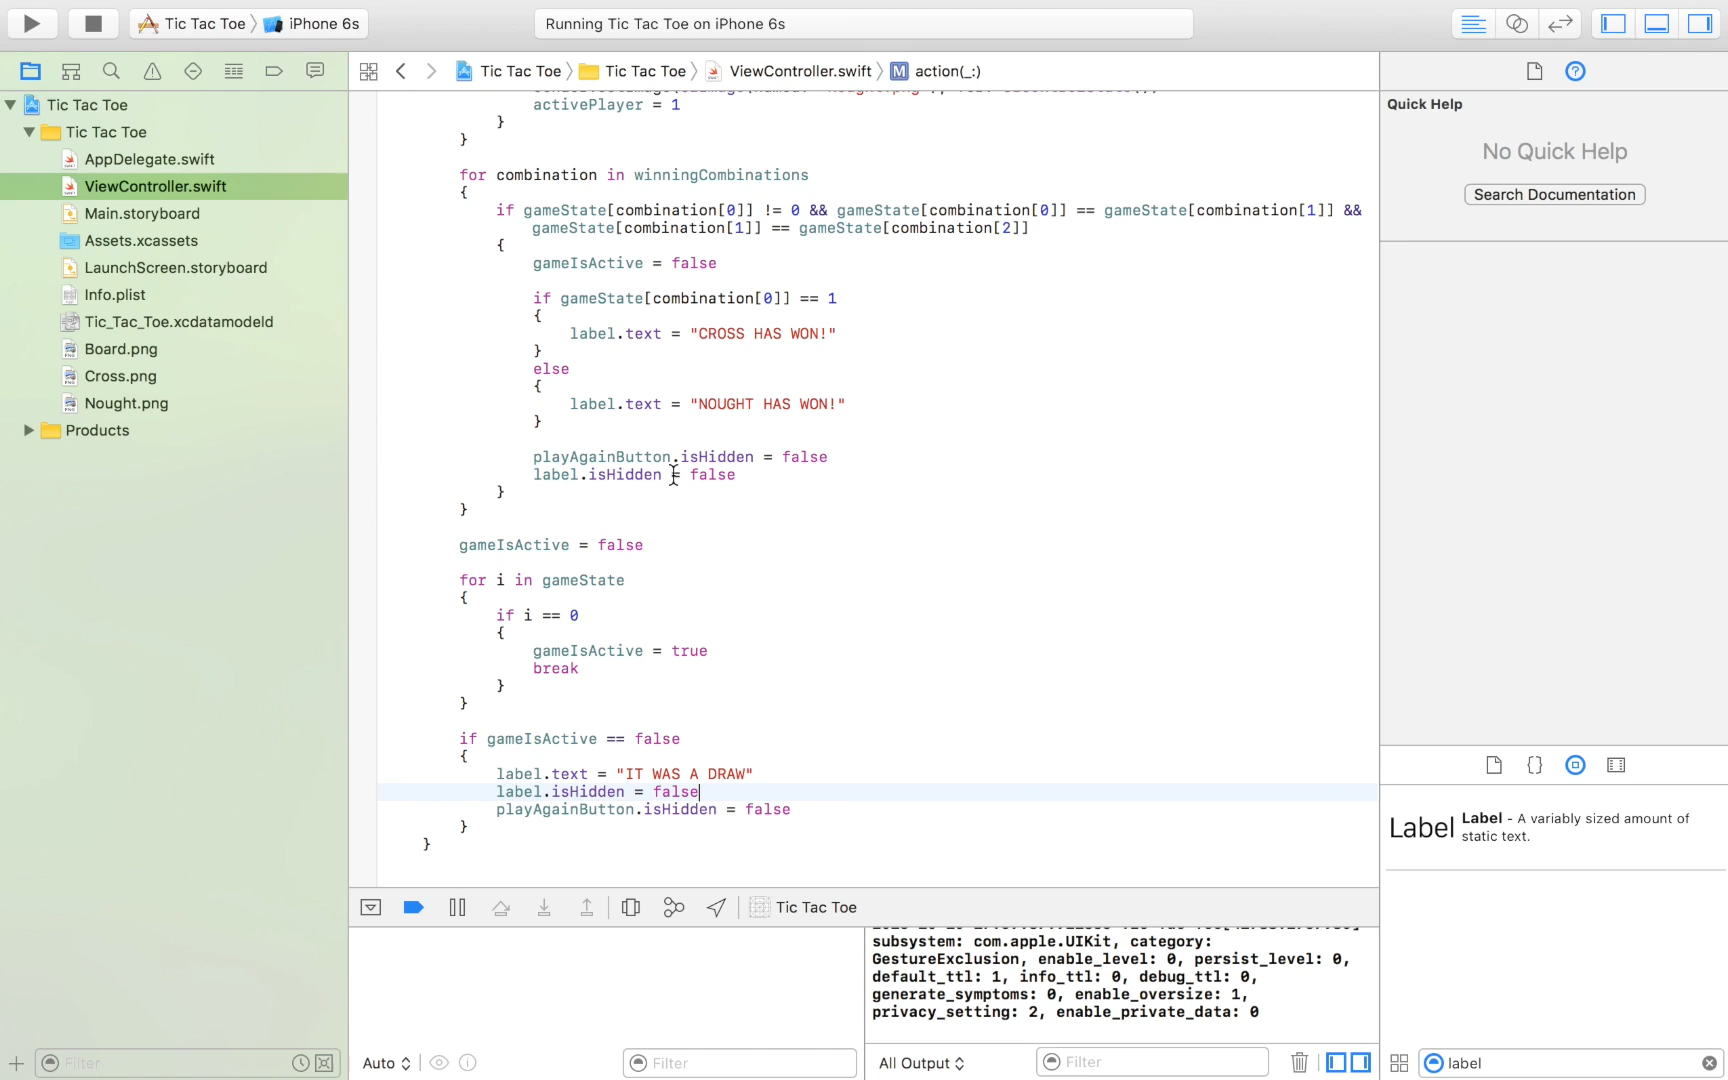 Tic Tac Toe iPhone 6s
Running Tic Tac Toe on iPhone 6s
Tic Tac Toe Tic Tac Toe ViewController.swift M action(_:)
Tic Tac Toe
Tic Tac Toe
AppDelegate.swift
ViewController.swift
Main.storyboard
Assets.xcassets
LaunchScreen.storyboard
Info.plist
Tic_Tac_Toe.xcdatamodeld
Board.png
Cross.png
Nought.png
Products
Filter
activePlayer = 1
}
}
for combination in winningCombinations
{
if gameState[combination[0]] != 0 && gameState[combination[0]] == gameState[combination[1]] &&
gameState[combination[1]] == gameState[combination[2]]
{
gameIsActive = false
if gameState[combination[0]] == 1
{
label.text = "CROSS HAS WON!"
}
else
{
label.text = "NOUGHT HAS WON!"
}
playAgainButton.isHidden = false
label.isHidden = false
}
}
gameIsActive = false
for i in gameState
{
if i == 0
{
gameIsActive = true
break
}
}
if gameIsActive == false
{
label.text = "IT WAS A DRAW"
label.isHidden = false
playAgainButton.isHidden = false
}
}
Tic Tac Toe
subsystem: com.apple.UIKit, category:
GestureExclusion, enable_level: 0, persist_level: 0,
default_ttl: 1, info_ttl: 0, debug_ttl: 0,
generate_symptoms: 0, enable_oversize: 1,
privacy_setting: 2, enable_private_data: 0
Auto
Filter
All Output
Filter
Quick Help
No Quick Help
Search Documentation
Label Label - A variably sized amount of
static text.
label